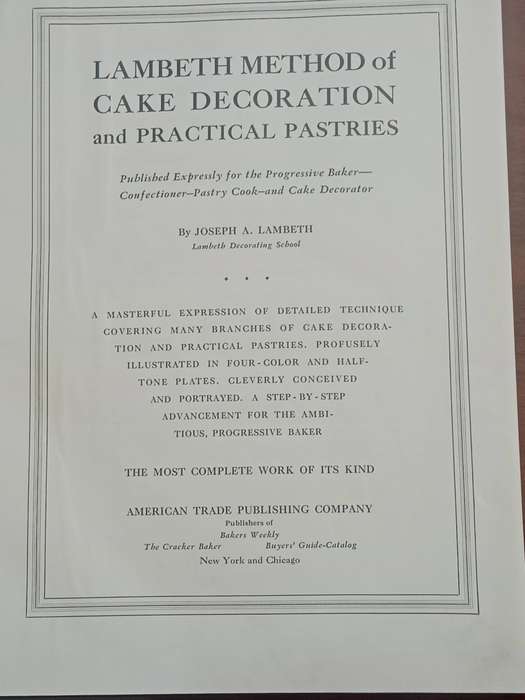 LAMBETH METHOD of
CAKE DECORATION
and PRACTICAL PASTRIES
Published Expressly for the Progressive Baker—
Confectioner—Pastry Cook—and Cake Decorator
By JOSEPH A. LAMBETH
Lambeth Decorating School
* * *
A MASTERFUL EXPRESSION OF DETAILED TECHNIQUE
COVERING MANY BRANCHES OF CAKE DECORA-
TION AND PRACTICAL PASTRIES. PROFUSELY
ILLUSTRATED IN FOUR-COLOR AND HALF-
TONE PLATES. CLEVERLY CONCEIVED
AND PORTRAYED. A STEP-BY-STEP
ADVANCEMENT FOR THE AMBI-
TIOUS, PROGRESSIVE BAKER
THE MOST COMPLETE WORK OF ITS KIND
AMERICAN TRADE PUBLISHING COMPANY
Publishers of
Bakers Weekly
The Cracker Baker Buyers' Guide-Catalog
New York and Chicago